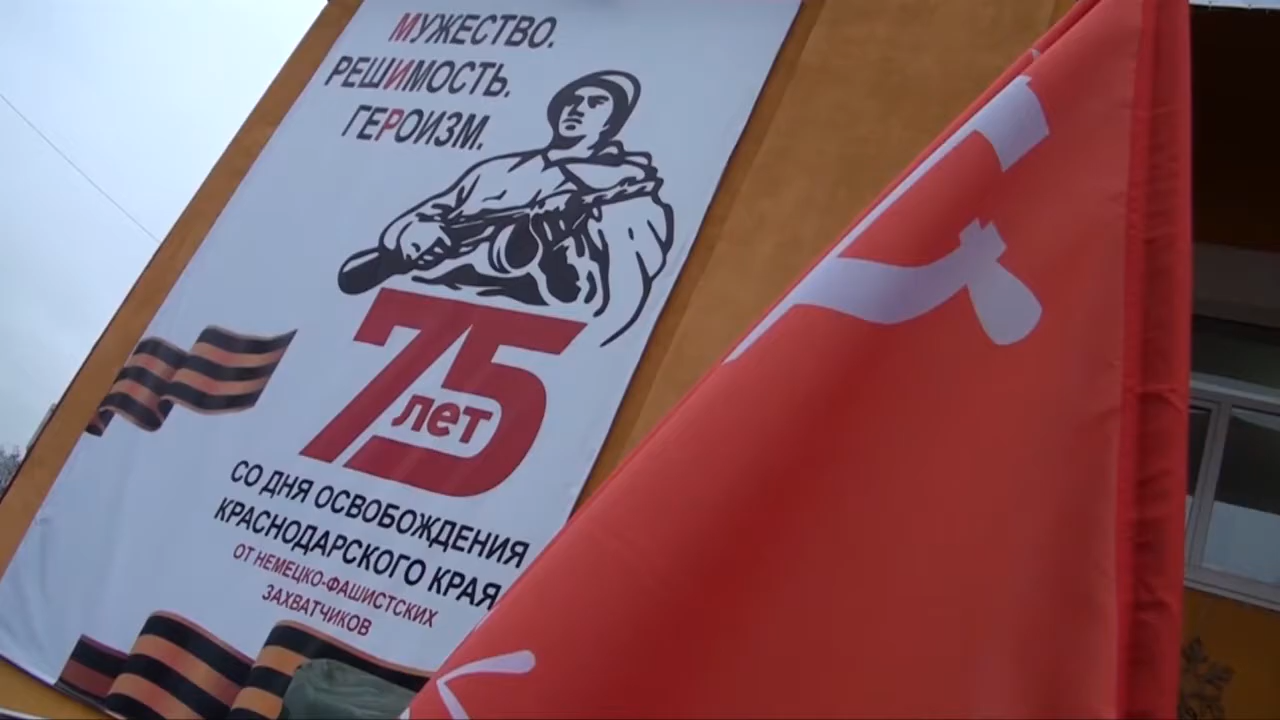 МУЖЕСТВО.
РЕШИМОСТЬ.
ГЕРОИЗМ.
75
лет
СО ДНЯ ОСВОБОЖДЕНИЯ
КРАСНОДАРСКОГО КРАЯ
ОТ НЕМЕЦКО-ФАШИСТСКИХ
ЗАХВАТЧИКОВ